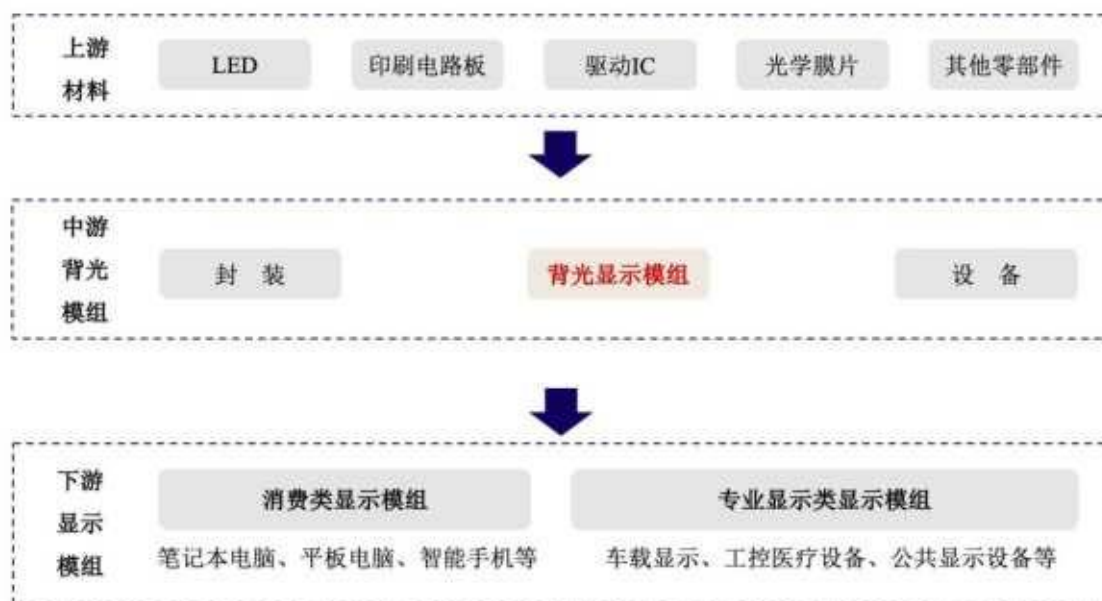 上游
材料
LED
印刷电路板
驱动IC
光学膜片
其他零部件
中游
背光
模组
封 装
背光显示模组
设 备
下游
显示
模组
消费类显示模组
专业显示类显示模组
笔记本电脑、平板电脑、智能手机等
车载显示、工控医疗设备、公共显示设备等